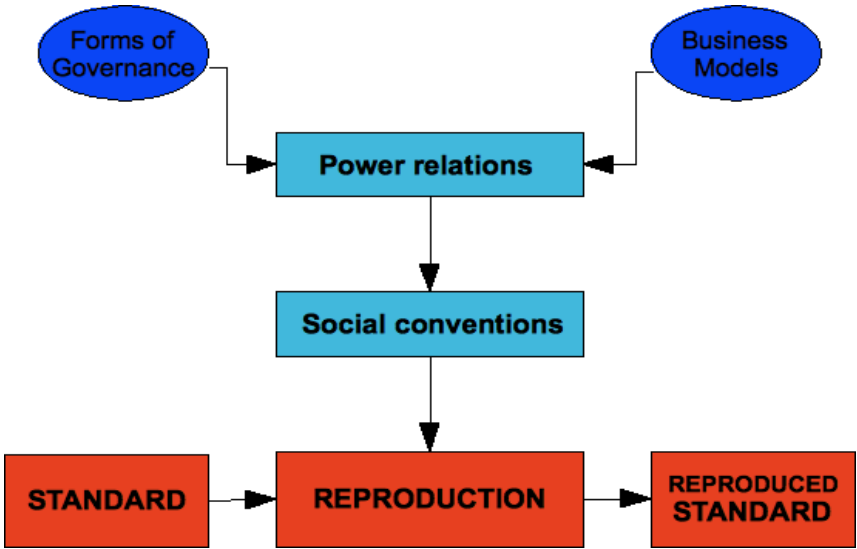 Forms of
Governance
Business
Models
Power relations
Social conventions
STANDARD
REPRODUCTION
REPRODUCED
STANDARD